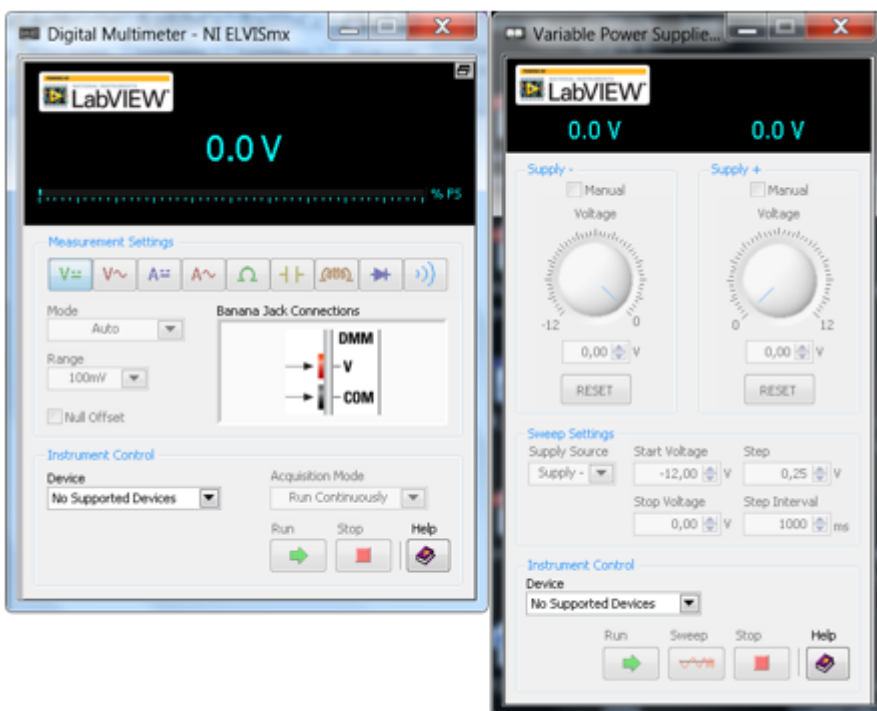 Digital Multimeter - NI ELVISmx
LabVIEW
0.0 V
% FS
Measurement Settings
V
V
A
A
Ω
Mode
Auto
Range
100mV
Null Offset
Banana Jack Connections
DMM
V
COM
Instrument Control
Device
No Supported Devices
Acquisition Mode
Run Continuously
Run Stop Help
Variable Power Supplie...
LabVIEW
0.0 V 0.0 V
Supply - Supply +
Manual Manual
Voltage Voltage
-12 0 0 12
0,00 V 0,00 V
RESET RESET
Sweep Settings
Supply Source Start Voltage Step
Supply - -12,00 V 0,25 V
Stop Voltage Step Interval
0,00 V 1000 ms
Instrument Control
Device
No Supported Devices
Run Sweep Stop Help